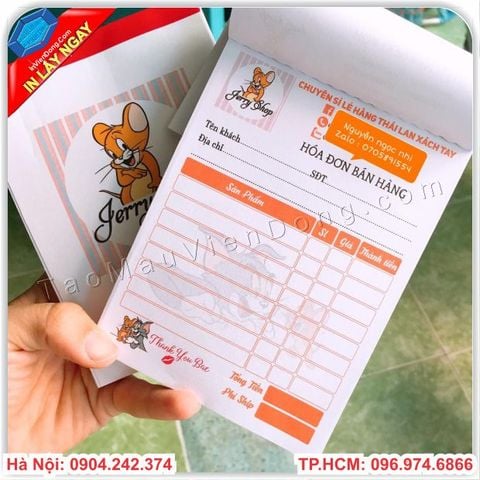 InVienDong.Com
IN LẤY NGAY
Jerry
Jerry Shop
CHUYÊN SỈ LẺ HÀNG THÁI LAN XÁCH TAY
Nguyễn ngọc nhi
Zalo : 0705891554
HÓA ĐƠN BÁN HÀNG
Tên khách
Địa chỉ
SĐT
Sản Phẩm
Sl
Giá
Thành tiền
TaoMauVienDong.com
Thank You Bae
Tổng Tiền
Phí Ship
Hà Nội: 0904.242.374
TP.HCM: 096.974.6866